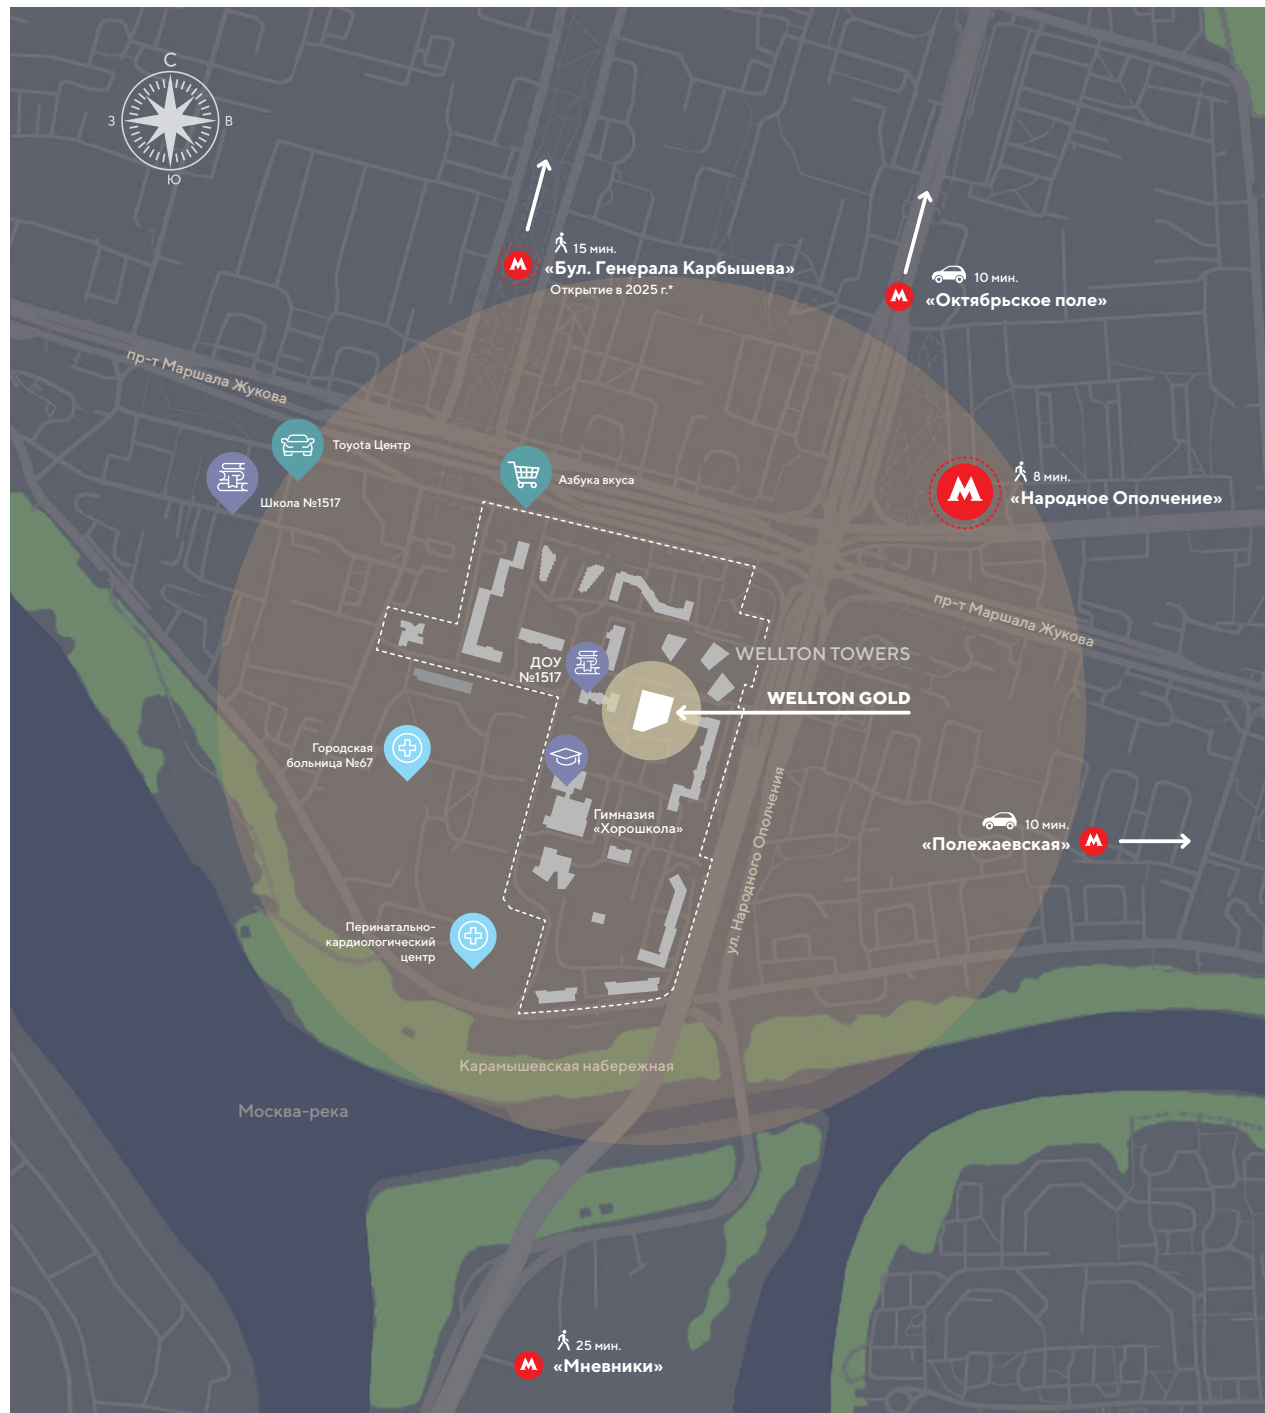 С
З
В
Ю
15 мин.
«Бул. Генерала Карбышева»
Открытие в 2025 г.*
10 мин.
«Октябрьское поле»
пр-т Маршала Жукова
Toyota Центр
Школа №1517
Азбука вкуса
8 мин.
«Народное Ополчение»
пр-т Маршала Жукова
WELLTON TOWERS
ДОУ
№1517
WELLTON GOLD
Городская
больница №67
Гимназия
«Хорошкола»
ул. Народного Ополчения
10 мин.
«Полежаевская»
Перинатально-
кардиологический
центр
Карамышевская набережная
Москва-река
25 мин.
«Мневники»